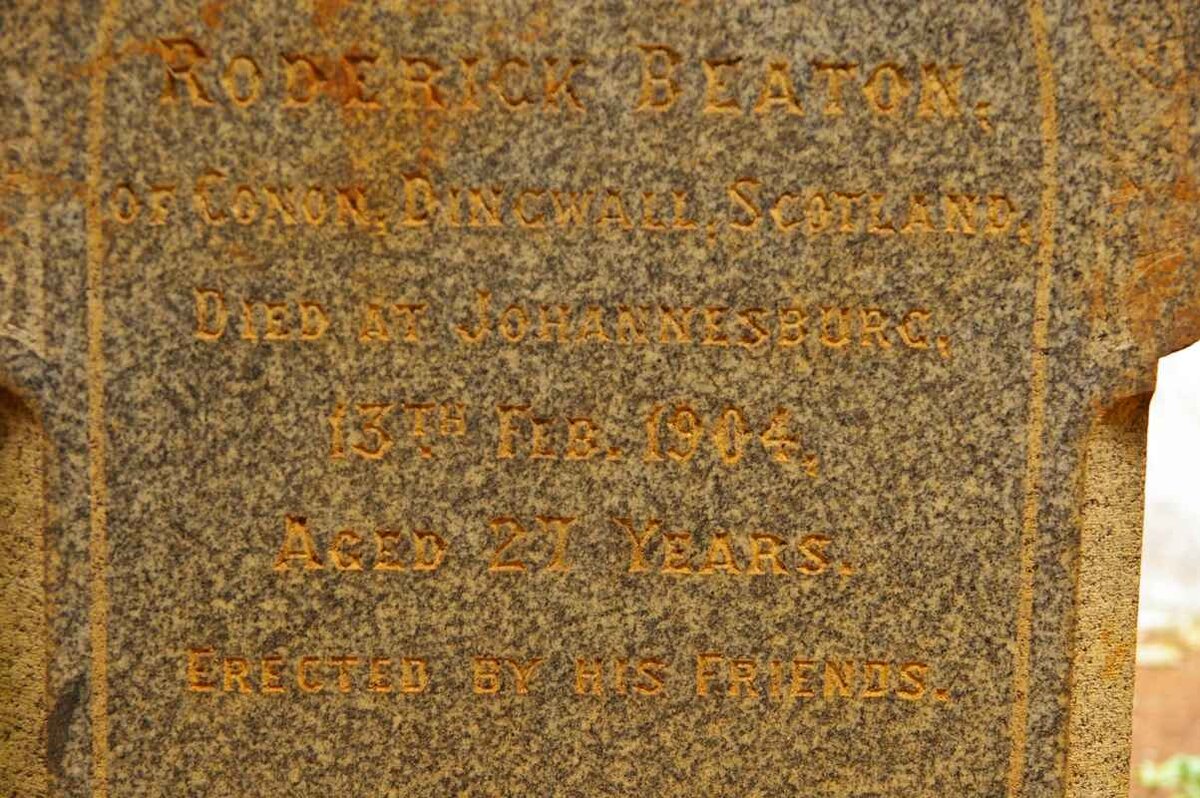 RODERICK BEATON,
OF CONON, DINGWALL, SCOTLAND,
DIED AT JOHANNESBURG,
13TH FEB. 1904,
AGED 27 YEARS.
ERECTED BY HIS FRIENDS.